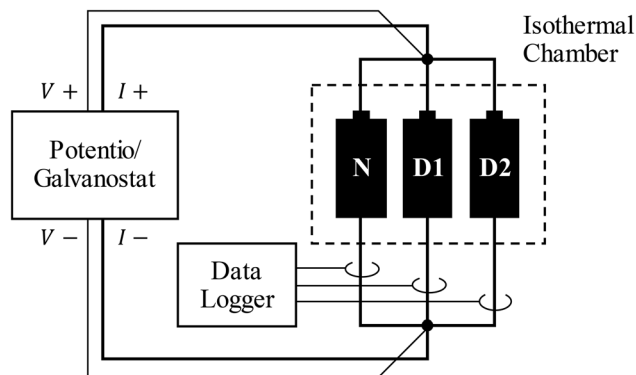 Isothermal
Chamber
V + I +
Potentio/
Galvanostat
V − I −
N D1 D2
Data
Logger